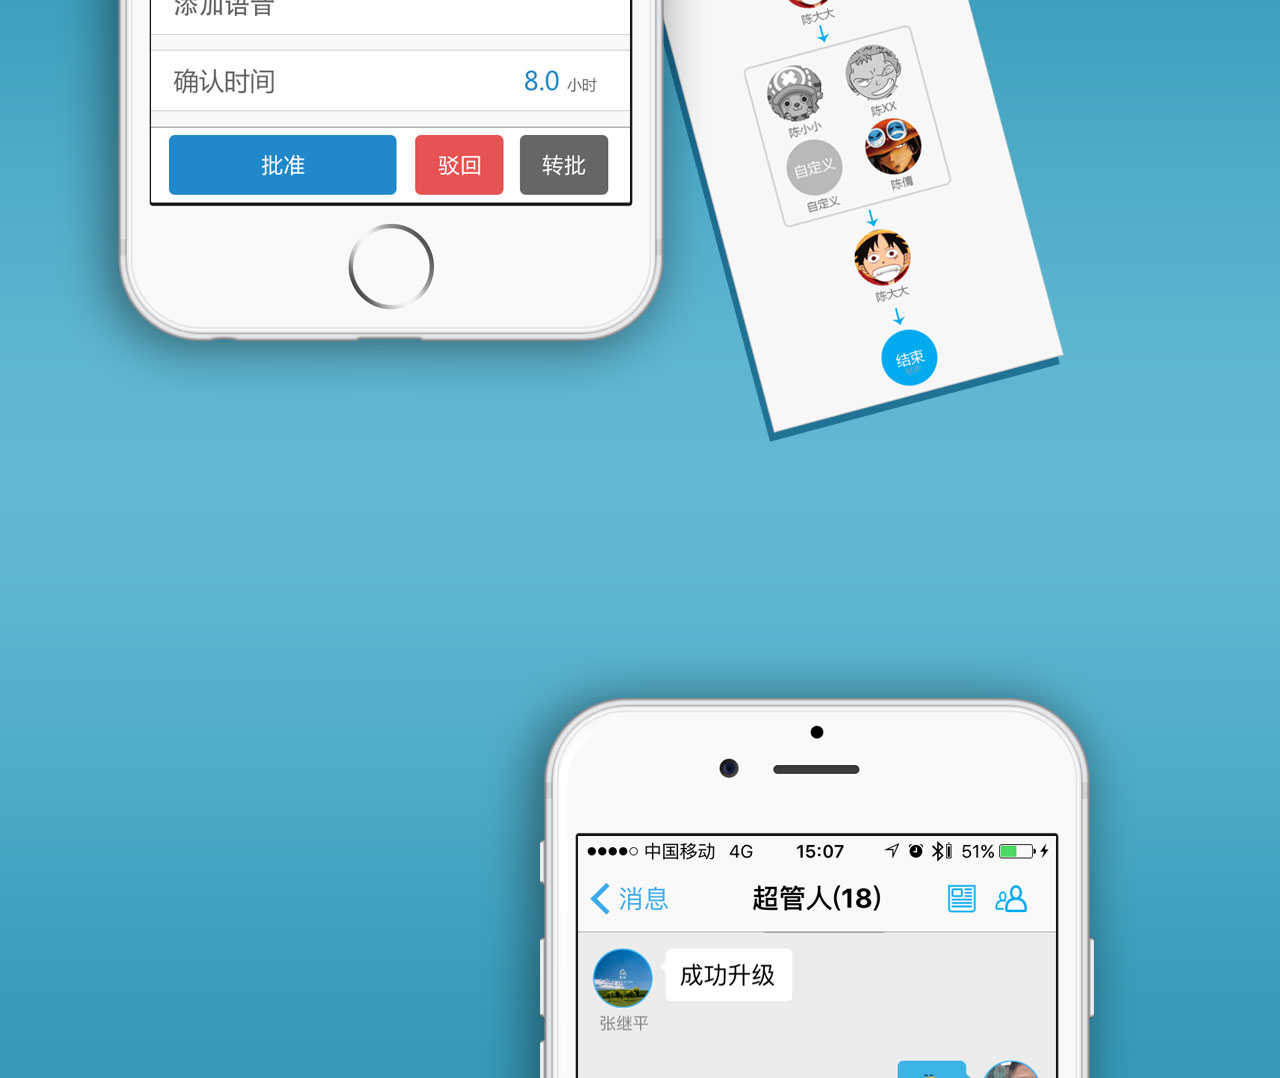 添加语音
确认时间
8.0 小时
批准
驳回
转批
陈大大
陈小小
陈XX
自定义
自定义
陈倩
陈大大
结束
中国移动 4G
15:07
51%
消息
超管人(18)
成功升级
张继平